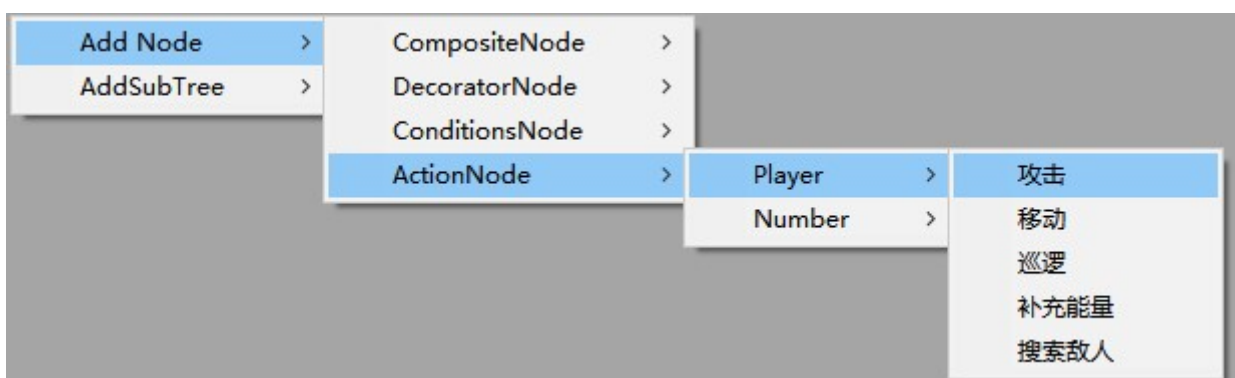 Add Node
AddSubTree
CompositeNode
DecoratorNode
ConditionsNode
ActionNode
Player
Number
攻击
移动
巡逻
补充能量
搜索敌人